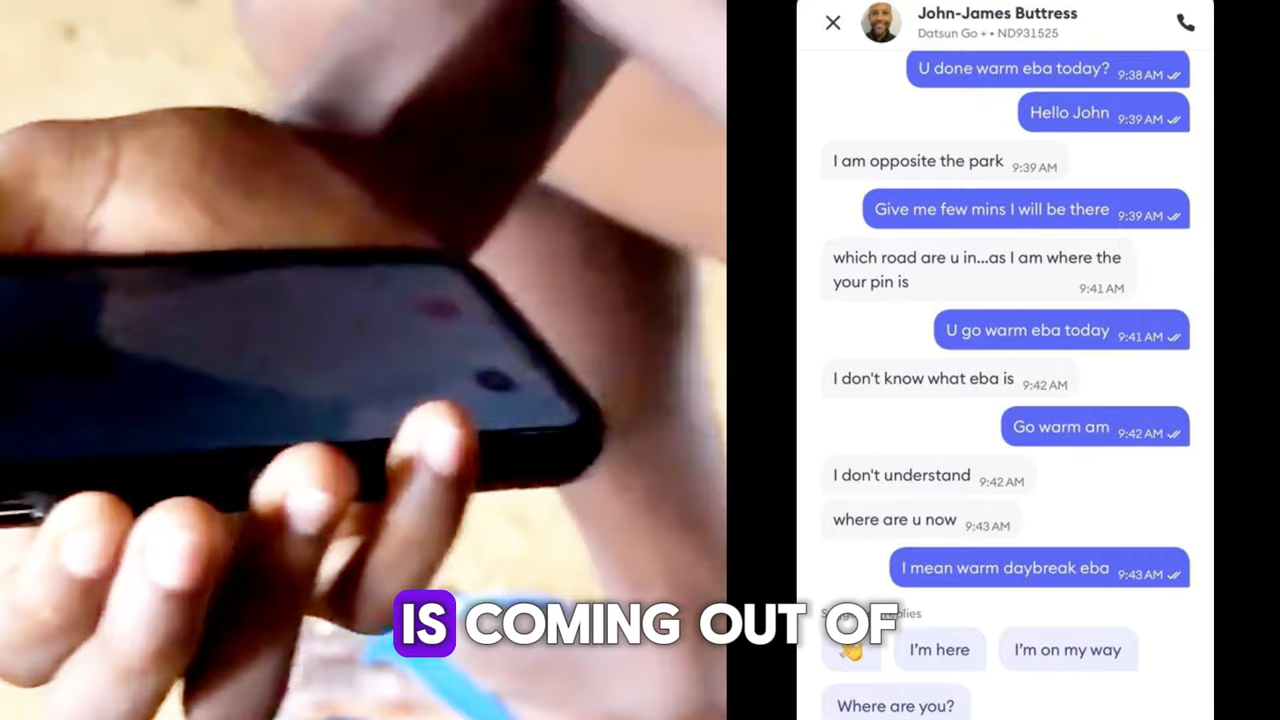 John-James Buttress
Datsun Go + • ND931525
U done warm eba today? 9:38 AM
Hello John 9:39 AM
I am opposite the park 9:39 AM
Give me few mins I will be there 9:39 AM
which road are u in...as I am where the
your pin is 9:41 AM
U go warm eba today 9:41 AM
I don't know what eba is 9:42 AM
Go warm am 9:42 AM
I don't understand 9:42 AM
where are u now 9:43 AM
I mean warm daybreak eba 9:43 AM
IS COMING OUT OF
I'm here
I'm on my way
Where are you?